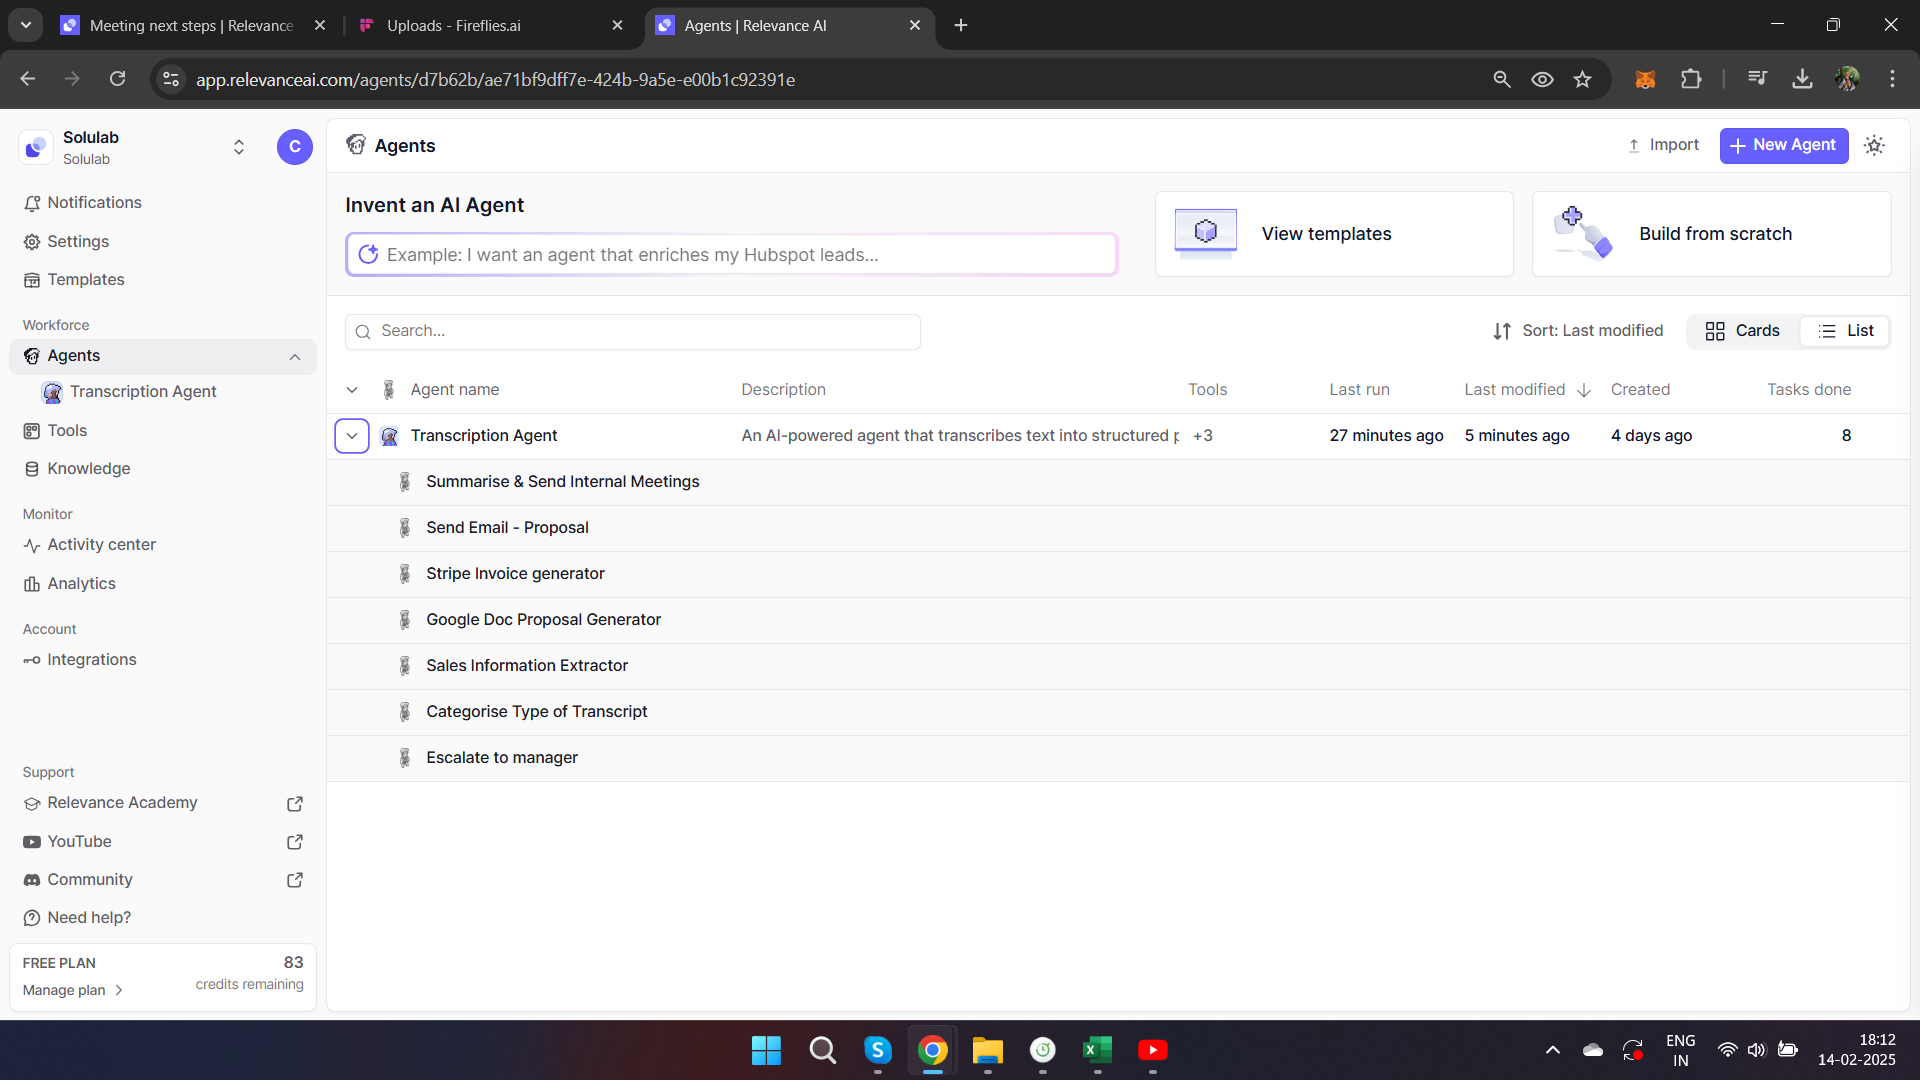 Meeting next steps | Relevance
Uploads - Fireflies.ai
Agents | Relevance AI
app.relevanceai.com/agents/d7b62b/ae71bf9dff7e-424b-9a5e-e00b1c92391e
Solulab
Solulab
C
Notifications
Settings
Templates
Workforce
Agents
Transcription Agent
Tools
Knowledge
Monitor
Activity center
Analytics
Account
Integrations
Support
Relevance Academy
YouTube
Community
Need help?
FREE PLAN 83
Manage plan credits remaining
Agents
Import
New Agent
Invent an AI Agent
Example: I want an agent that enriches my Hubspot leads...
View templates
Build from scratch
Search...
Sort: Last modified
Cards
List
Agent name Description Tools Last run Last modified Created Tasks done
Transcription Agent An AI-powered agent that transcribes text into structured p +3 27 minutes ago 5 minutes ago 4 days ago 8
Summarise & Send Internal Meetings
Send Email - Proposal
Stripe Invoice generator
Google Doc Proposal Generator
Sales Information Extractor
Categorise Type of Transcript
Escalate to manager
ENG
IN
18:12
14-02-2025